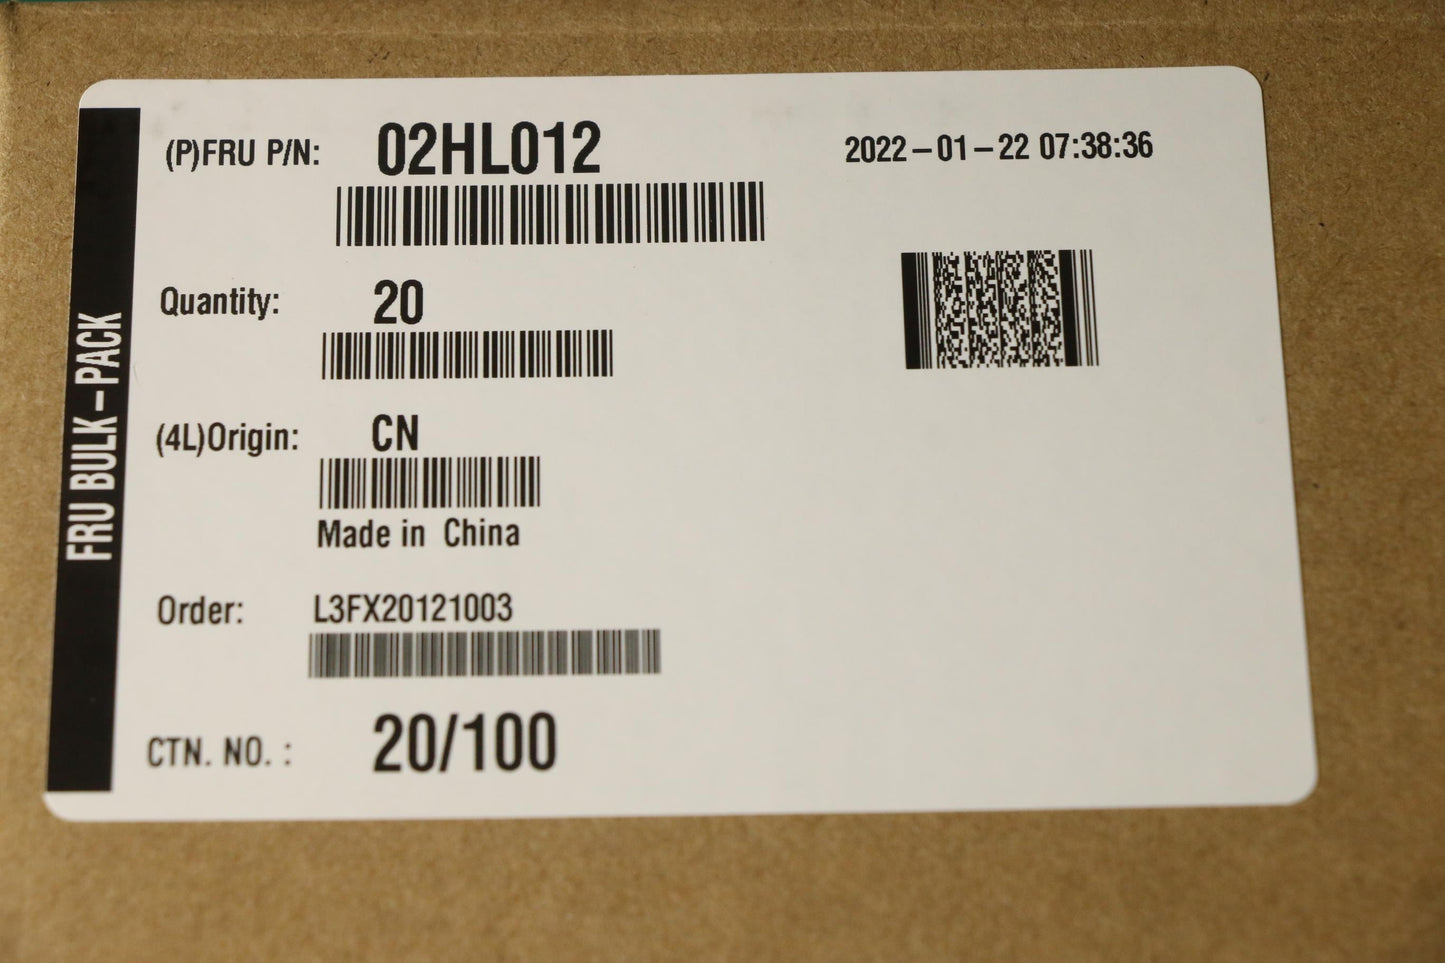 FRU BULK-PACK
(P)FRU P/N: 02HL012
2022-01-22 07:38:36
Quantity: 20
(4L)Origin: CN
Made in China
Order: L3FX20121003
CTN. NO. : 20/100